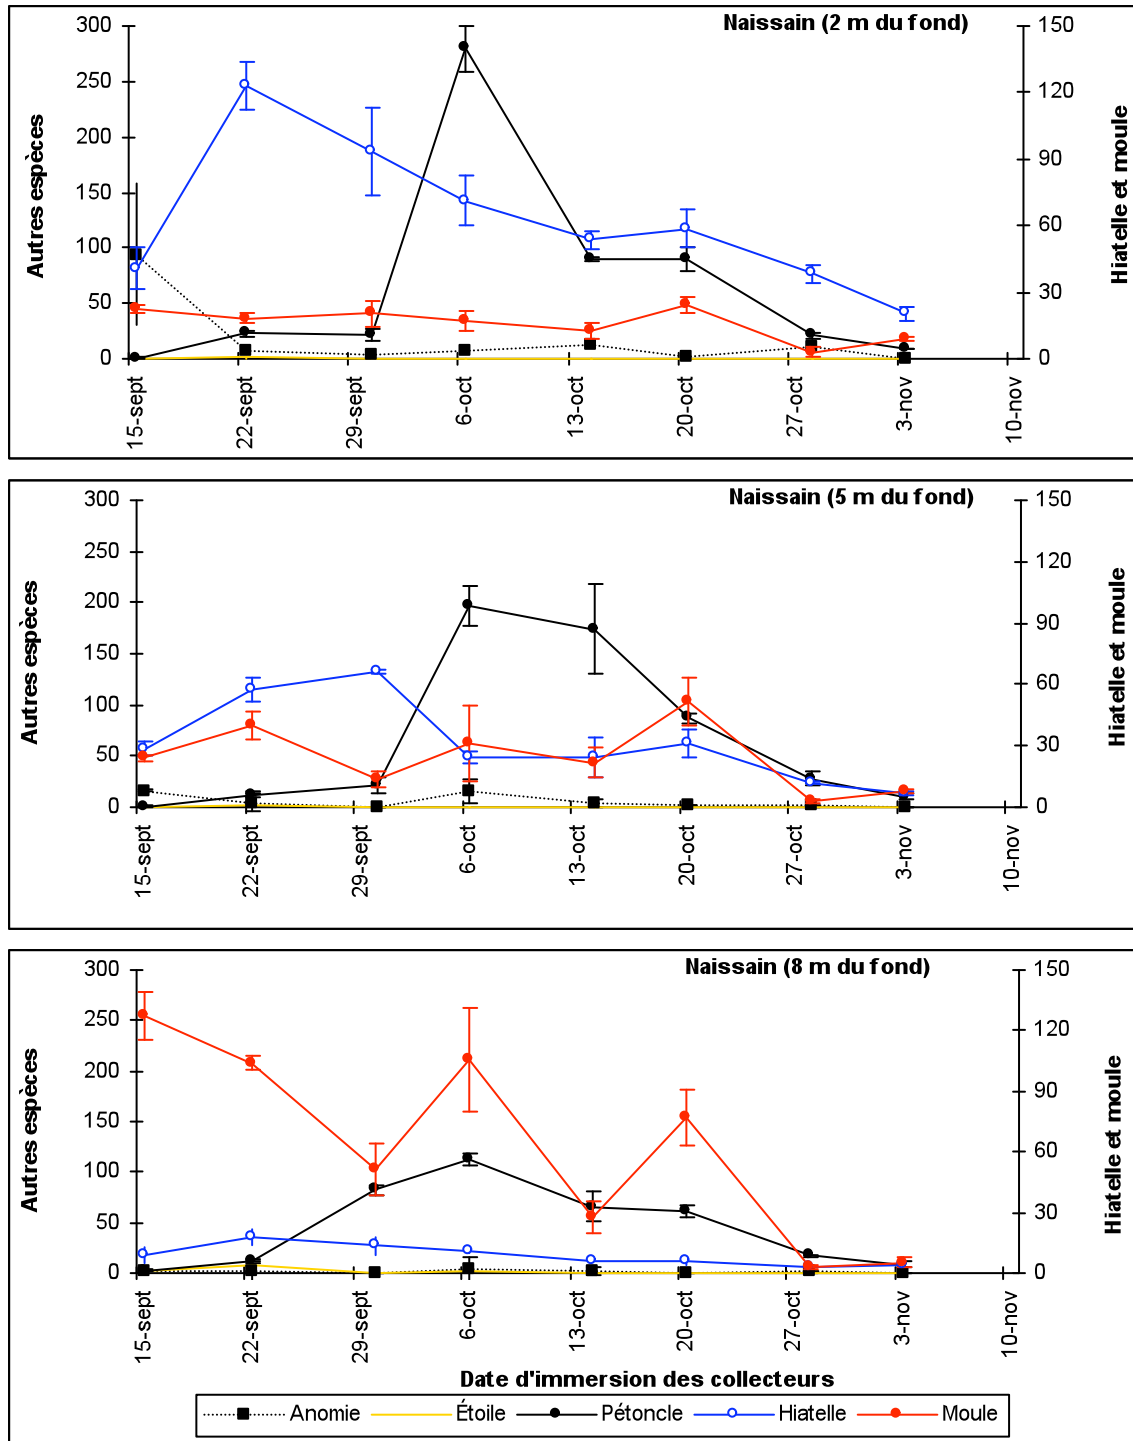 Naissain (2 m du fond)
300
250
200
150
100
50
0
150
120
90
60
30
0
Autres espèces
Hiatelle et moule
15-sept
22-sept
29-sept
6-oct
13-oct
20-oct
27-oct
3-nov
10-nov
Naissain (5 m du fond)
300
250
200
150
100
50
0
150
120
90
60
30
0
Autres espèces
Hiatelle et moule
15-sept
22-sept
29-sept
6-oct
13-oct
20-oct
27-oct
3-nov
10-nov
Naissain (8 m du fond)
300
250
200
150
100
50
0
150
120
90
60
30
0
Autres espèces
Hiatelle et moule
15-sept
22-sept
29-sept
6-oct
13-oct
20-oct
27-oct
3-nov
10-nov
Date d'immersion des collecteurs
Anomie Étoile Pétoncle Hiatelle Moule